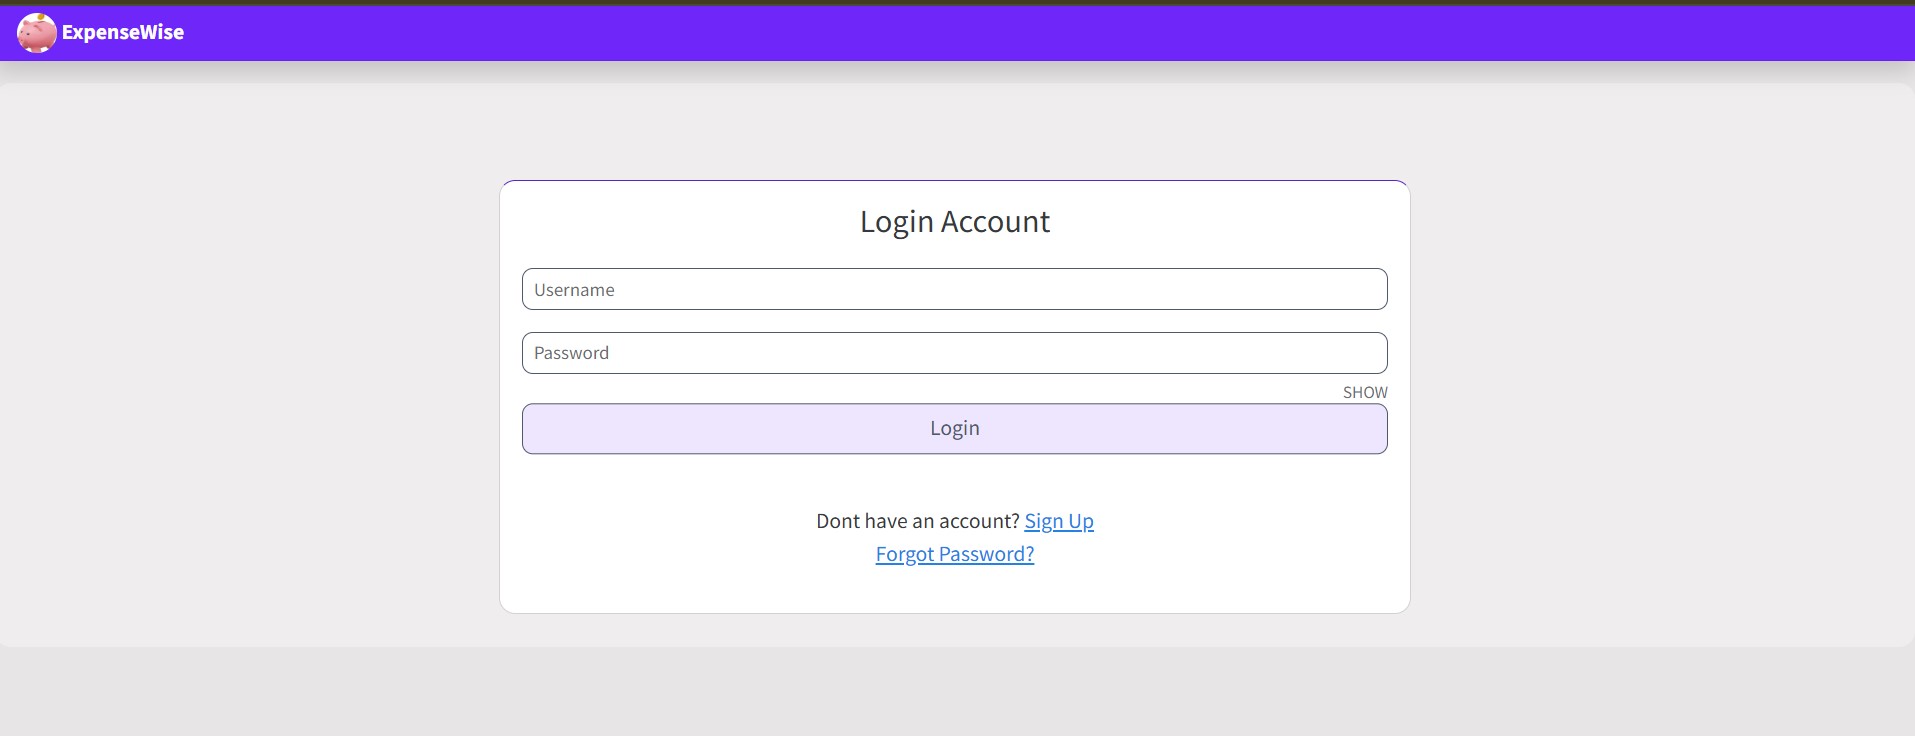 ExpenseWise
Login Account
Username
Password
SHOW
Login
Dont have an account? Sign Up
Forgot Password?